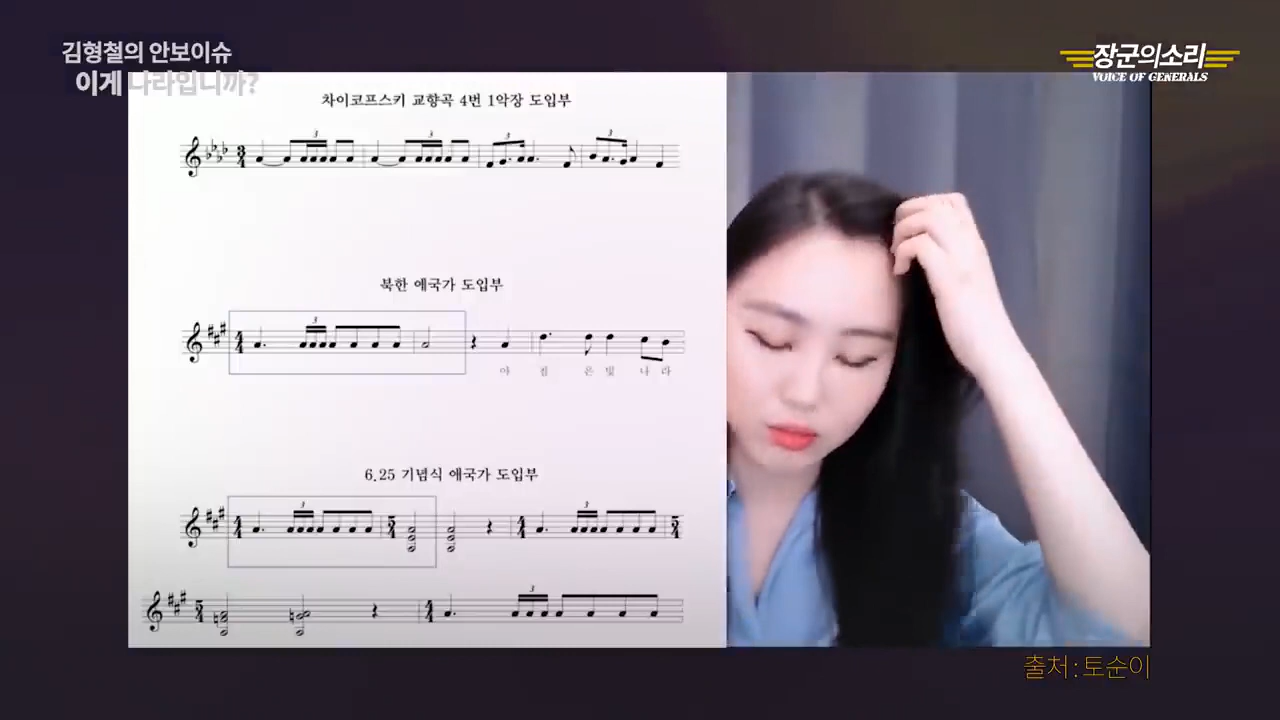 김형철의 안보이슈
이게 나라입니까?
장군의소리
VOICE OF GENERALS
차이코프스키 교향곡 4번 1악장 도입부
북한 애국가 도입부
아 침 은 빛 나 라
6.25 기념식 애국가 도입부
출처 : 토순이